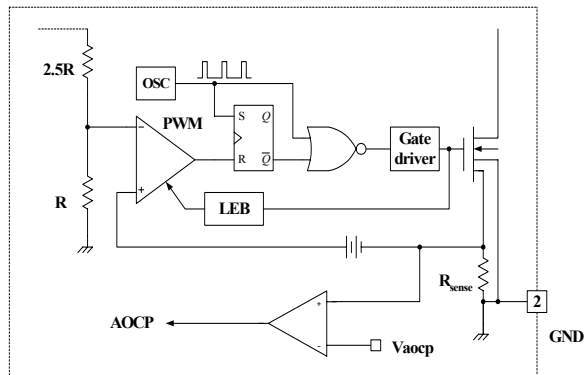 2.5R
OSC
PWM
S Q
R Q̅
Gate
driver
R
LEB
R sense
+
-
AOCP
Vaocp
2
GND